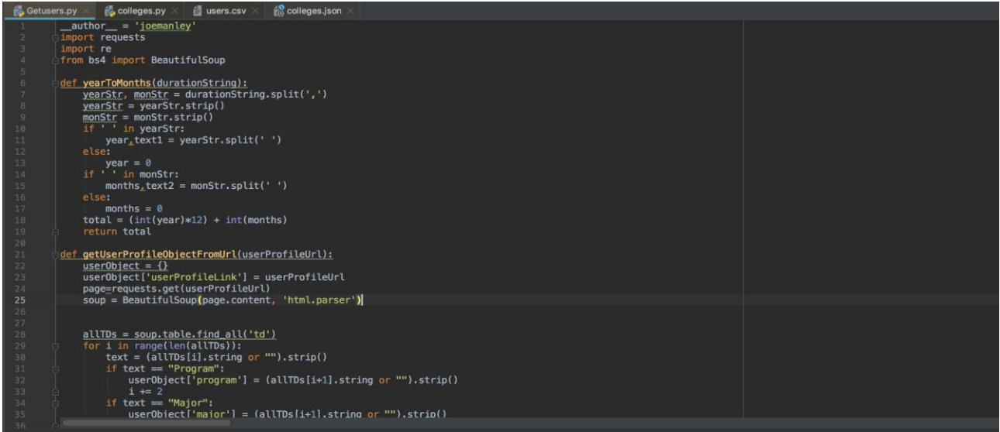 Getusers.py × colleges.py × users.csv × colleges.json ×
1 __author__ = 'joemanley'
2 import requests
3 import re
4 from bs4 import BeautifulSoup
5
6 def yearToMonths(durationString):
7     yearStr, monStr = durationString.split(',')
8     yearStr = yearStr.strip()
9     monStr = monStr.strip()
10     if ' ' in yearStr:
11         year,text1 = yearStr.split(' ')
12     else:
13         year = 0
14     if ' ' in monStr:
15         months,text2 = monStr.split(' ')
16     else:
17         months = 0
18     total = (int(year)*12) + int(months)
19     return total
20
21 def getUserProfileObjectFromUrl(userProfileUrl):
22     userObject = {}
23     userObject['userProfileLink'] = userProfileUrl
24     page=requests.get(userProfileUrl)
25     soup = BeautifulSoup(page.content, 'html.parser')
26
27
28     allTDs = soup.table.find_all('td')
29     for i in range(len(allTDs)):
30         text = (allTDs[i].string or "").strip()
31         if text == "Program":
32             userObject['program'] = (allTDs[i+1].string or "").strip()
33             i += 2
34         if text == "Major":
35             userObject['major'] = (allTDs[i+1].string or "").strip()
36